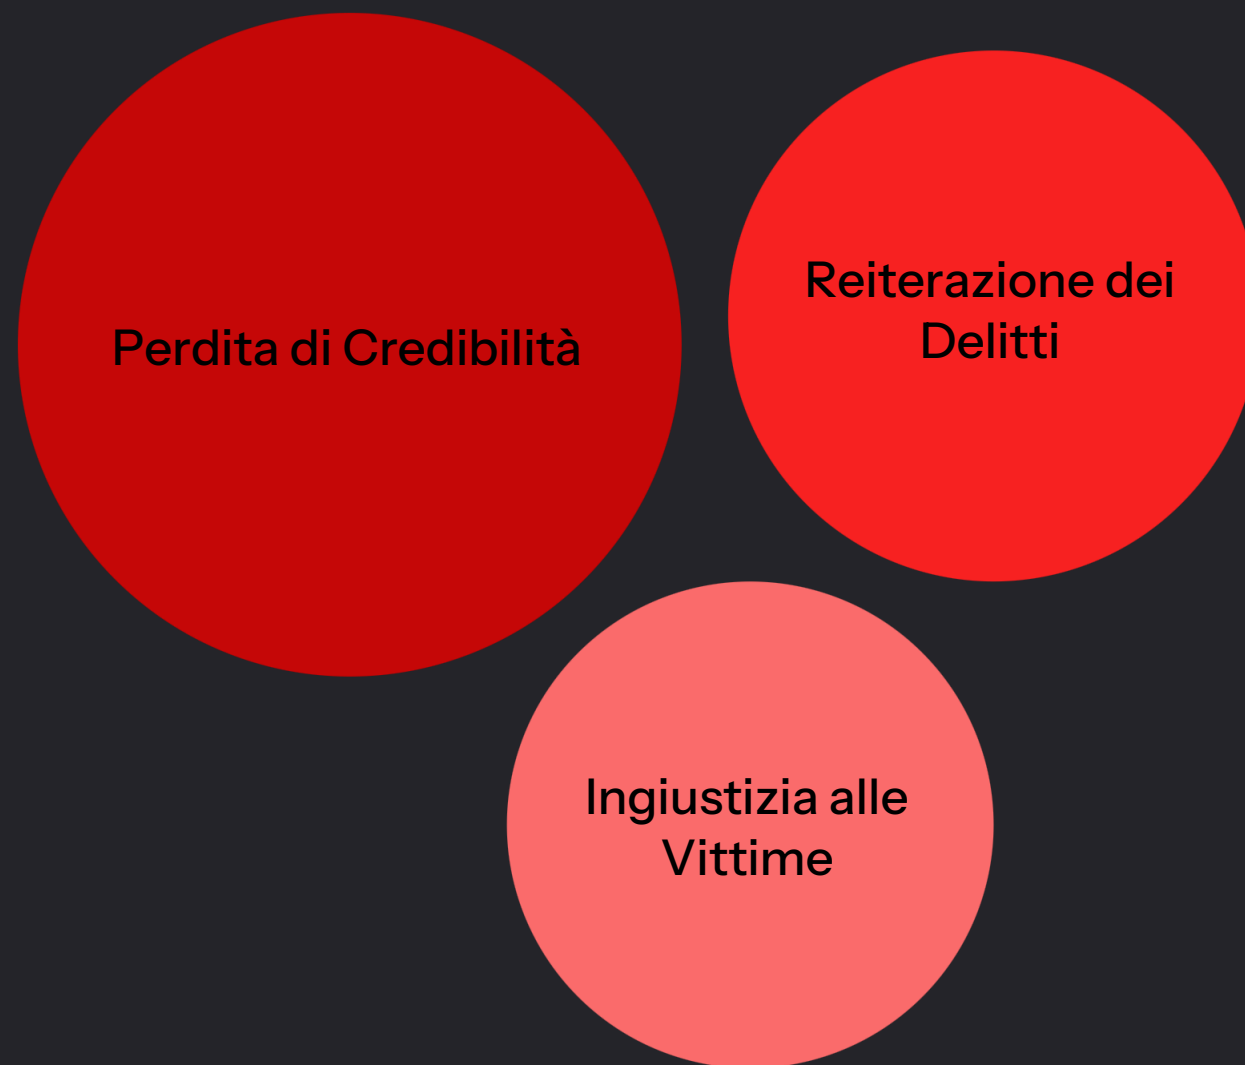 Perdita di Credibilità
Reiterazione dei
Delitti
Ingiustizia alle
Vittime